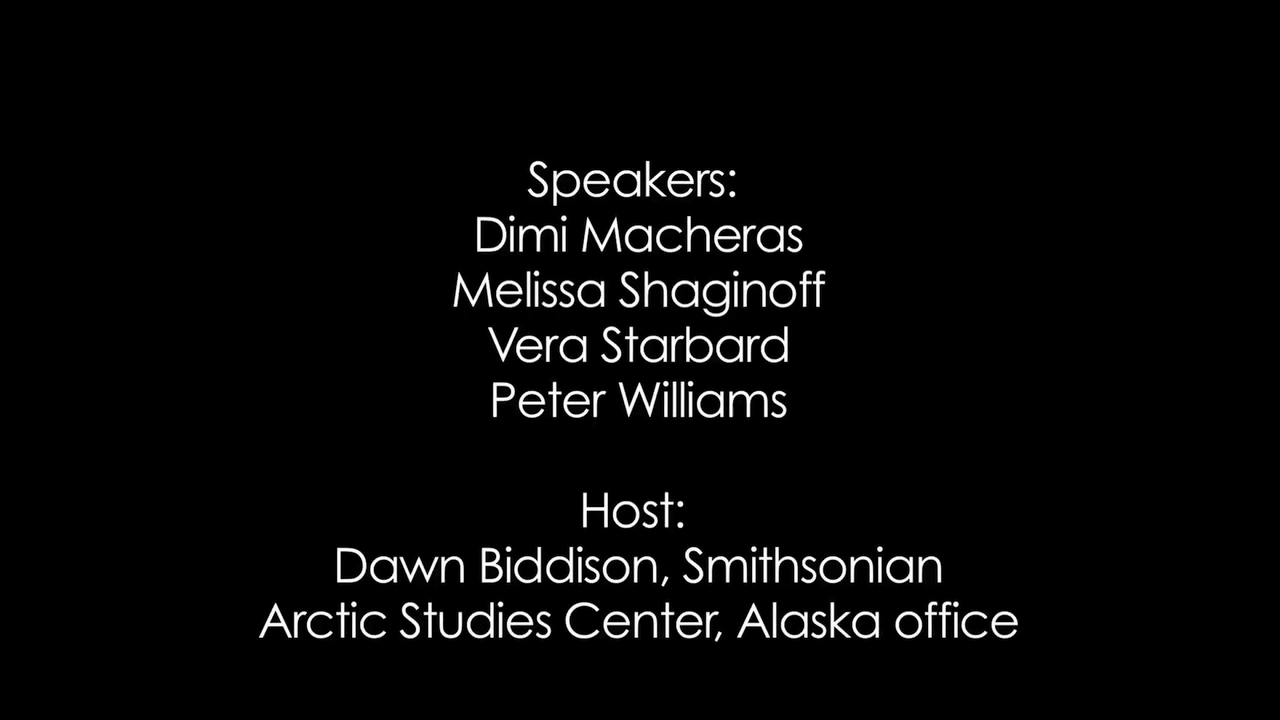 Speakers:
Dimi Macheras
Melissa Shaginoff
Vera Starbard
Peter Williams
Host:
Dawn Biddison, Smithsonian
Arctic Studies Center, Alaska office